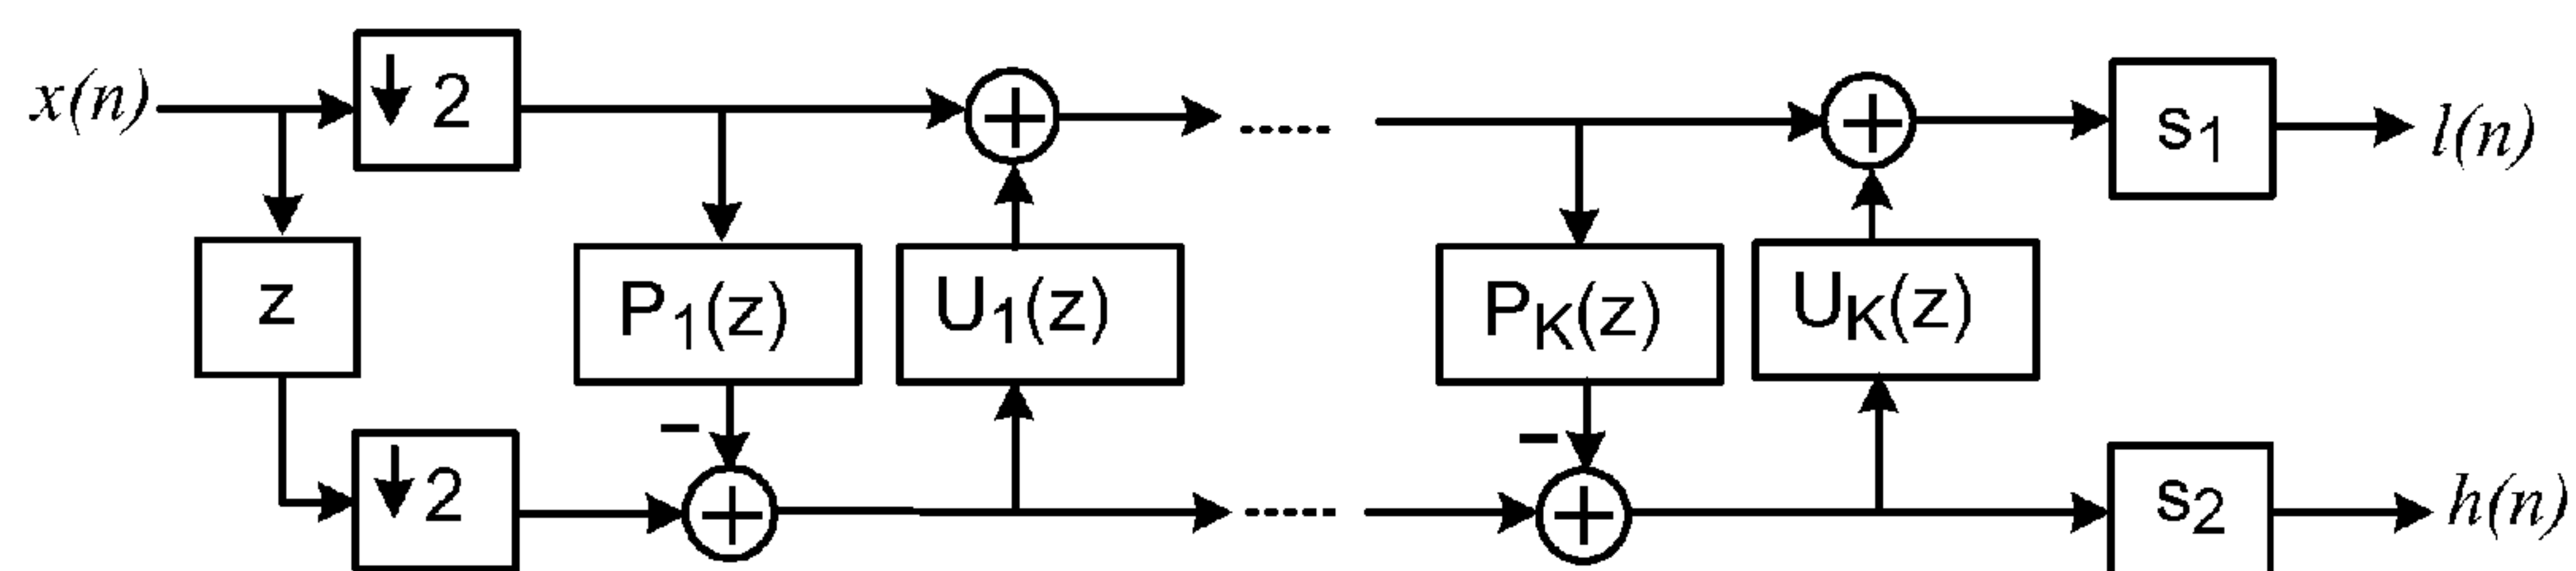 x(n)
↓2
+
+
s1
l(n)
z
P1(z)
U1(z)
PK(z)
UK(z)
−
−
↓2
+
+
s2
h(n)